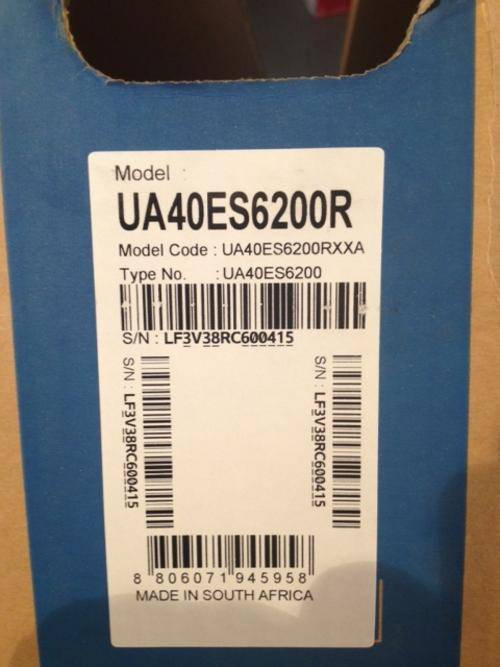 Model :
UA40ES6200R
Model Code : UA40ES6200RXXA
Type No. : UA40ES6200
S/N : LF3V38RC600415
S/N : LF3V38RC600415
S/N : LF3V38RC600415
8 806071 945958
MADE IN SOUTH AFRICA